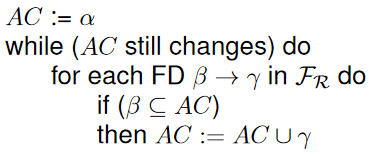 AC := α
while (AC still changes) do
for each FD β → γ in ℱ_ℛ do
if (β ⊆ AC)
then AC := AC ∪ γ